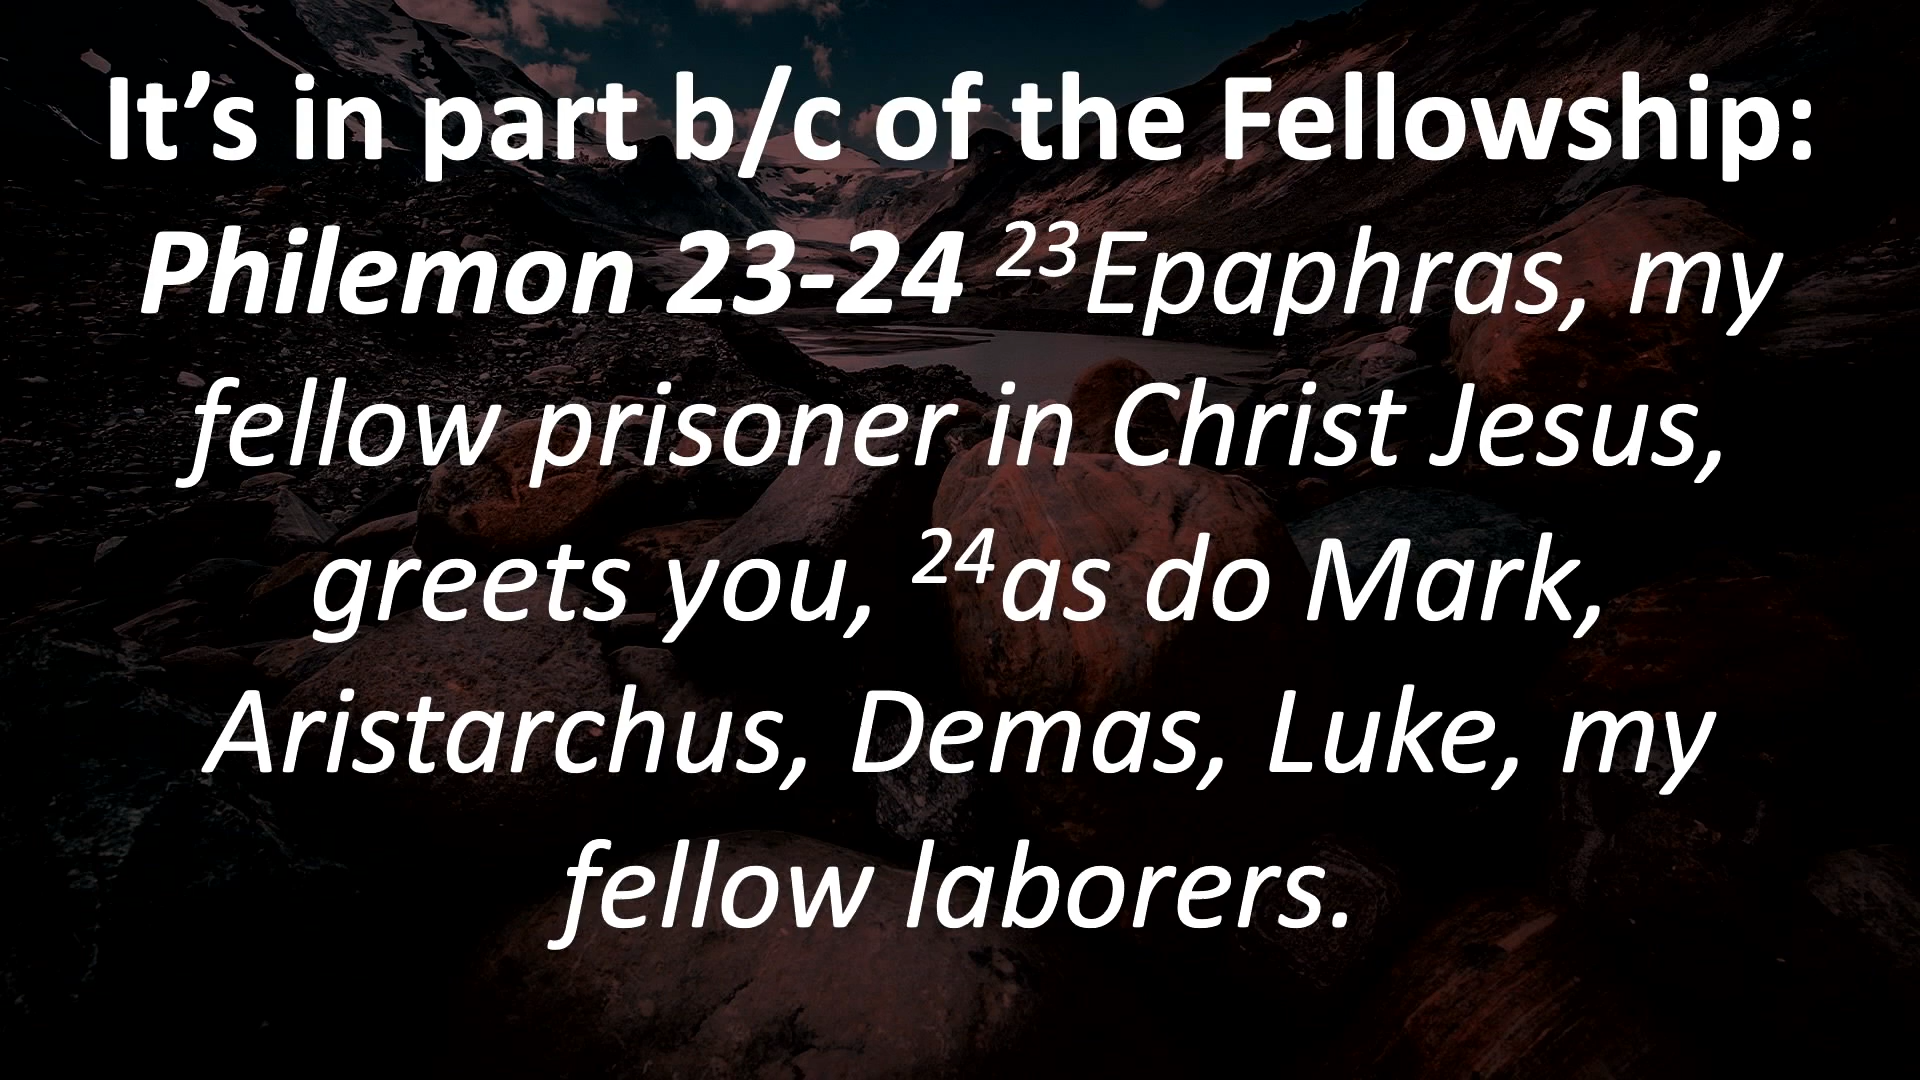 It’s in part b/c of the Fellowship:
Philemon 23-24 ²³Epaphras, my
fellow prisoner in Christ Jesus,
greets you, ²⁴as do Mark,
Aristarchus, Demas, Luke, my
fellow laborers.